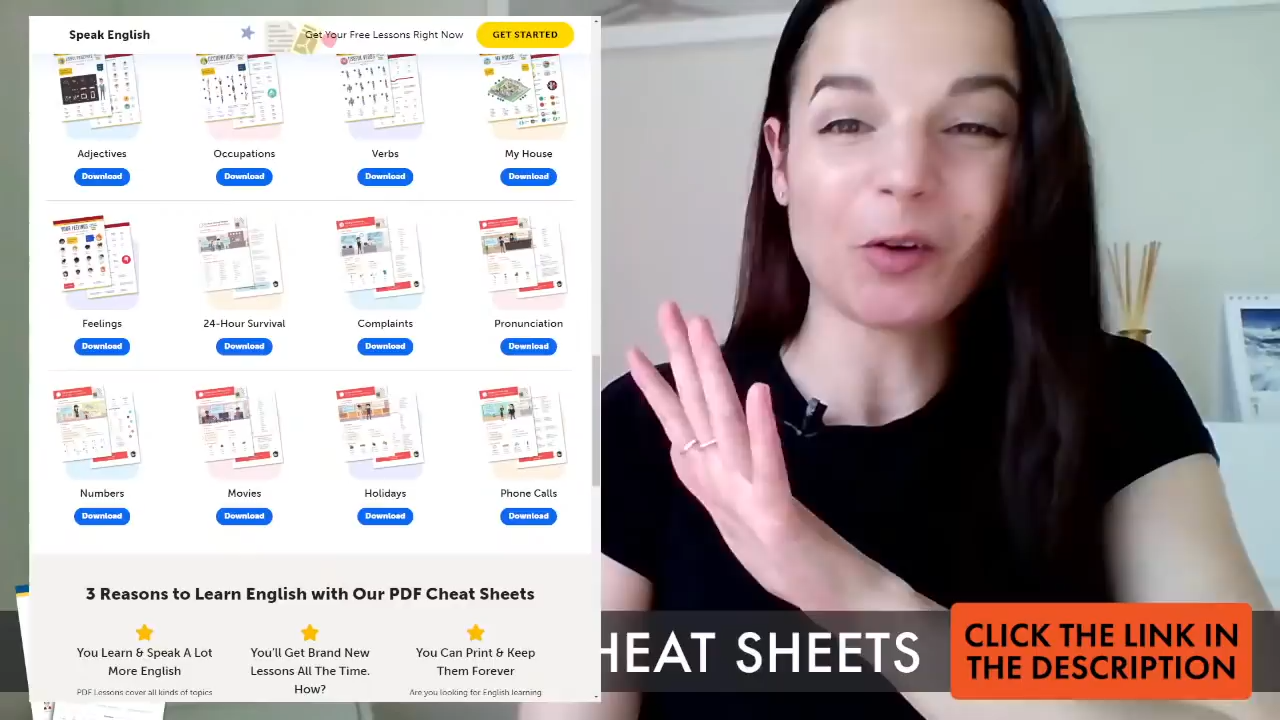 Speak English
Get Your Free Lessons Right Now
GET STARTED
Adjectives
Occupations
Verbs
My House
Download
Download
Download
Download
Feelings
24-Hour Survival
Complaints
Pronunciation
Download
Download
Download
Download
Numbers
Movies
Holidays
Phone Calls
Download
Download
Download
Download
3 Reasons to Learn English with Our PDF Cheat Sheets
You Learn & Speak A Lot
More English
You'll Get Brand New
Lessons All The Time.
How?
You Can Print & Keep
Them Forever
PDF Lessons cover all kinds of topics
Are you looking for English learning
HEAT SHEETS
CLICK THE LINK IN
THE DESCRIPTION